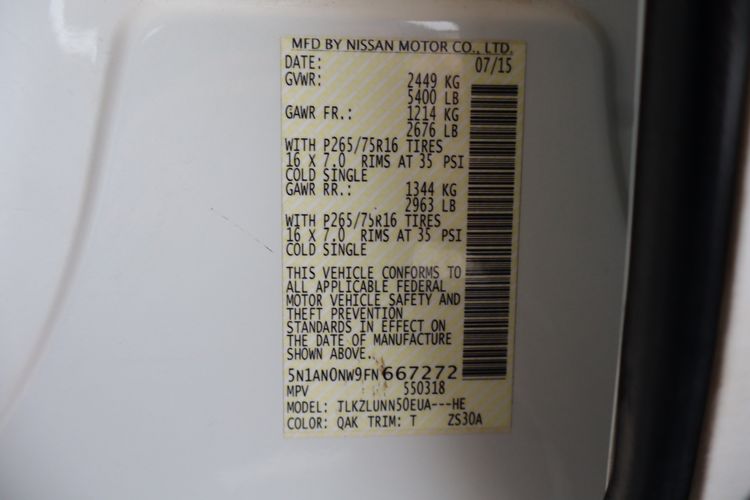 MFD BY NISSAN MOTOR CO., LTD.
DATE: 07/15
GVWR: 2449 KG
5400 LB
GAWR FR.: 1214 KG
2676 LB
WITH P265/75R16 TIRES
16 X 7.0 RIMS AT 35 PSI
COLD SINGLE
GAWR RR.: 1344 KG
2963 LB
WITH P265/75R16 TIRES
16 X 7.0 RIMS AT 35 PSI
COLD SINGLE
THIS VEHICLE CONFORMS TO
ALL APPLICABLE FEDERAL
MOTOR VEHICLE SAFETY AND
THEFT PREVENTION
STANDARDS IN EFFECT ON
THE DATE OF MANUFACTURE
SHOWN ABOVE.
5N1AN0NW9FN667272
MPV 550318
MODEL: TLKZLUNN50EUA---HE
COLOR: QAK TRIM: T ZS30A